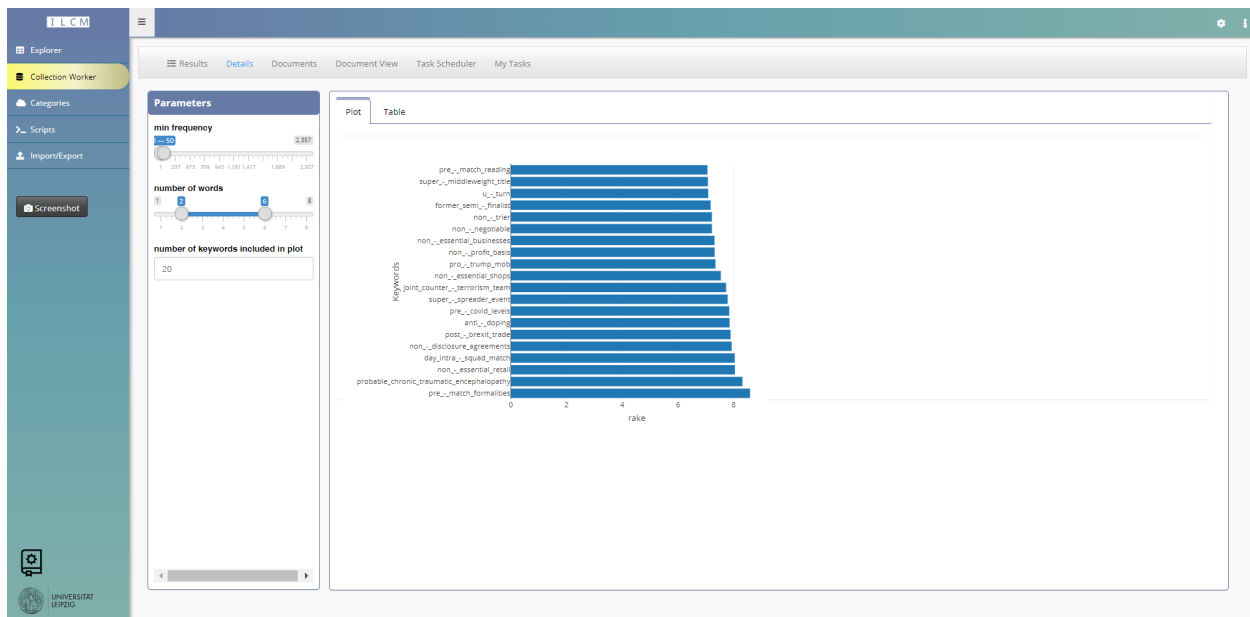 ILCM
Explorer
Collection Worker
Categories
Scripts
Import/Export
Screenshot
UNIVERSITÄT
LEIPZIG
Results Details Documents Document View Task Scheduler My Tasks
Parameters
min frequency
— 50 2.357
1 237 473 709 945 1,181 1,417 1,889 2,357
number of words
1 2 6 8
1 2 3 4 5 6 7 8
number of keywords included in plot
20
Plot Table
Keywords
pre_-_match_reading
super_-_middleweight_title
u_-_turn
former_semi_-_finalist
non_-_trier
non_-_negotiable
non_-_essential_businesses
non_-_profit_basis
pro_-_trump_mob
non_-_essential_shops
joint_counter_-_terrorism_team
super_-_spreader_event
pre_-_covid_levels
anti_-_doping
post_-_brexit_trade
non_-_disclosure_agreements
day_intra_-_squad_match
non_-_essential_retail
probable_chronic_traumatic_encephalopathy
pre_-_match_formalities
0 2 4 6 8
rake